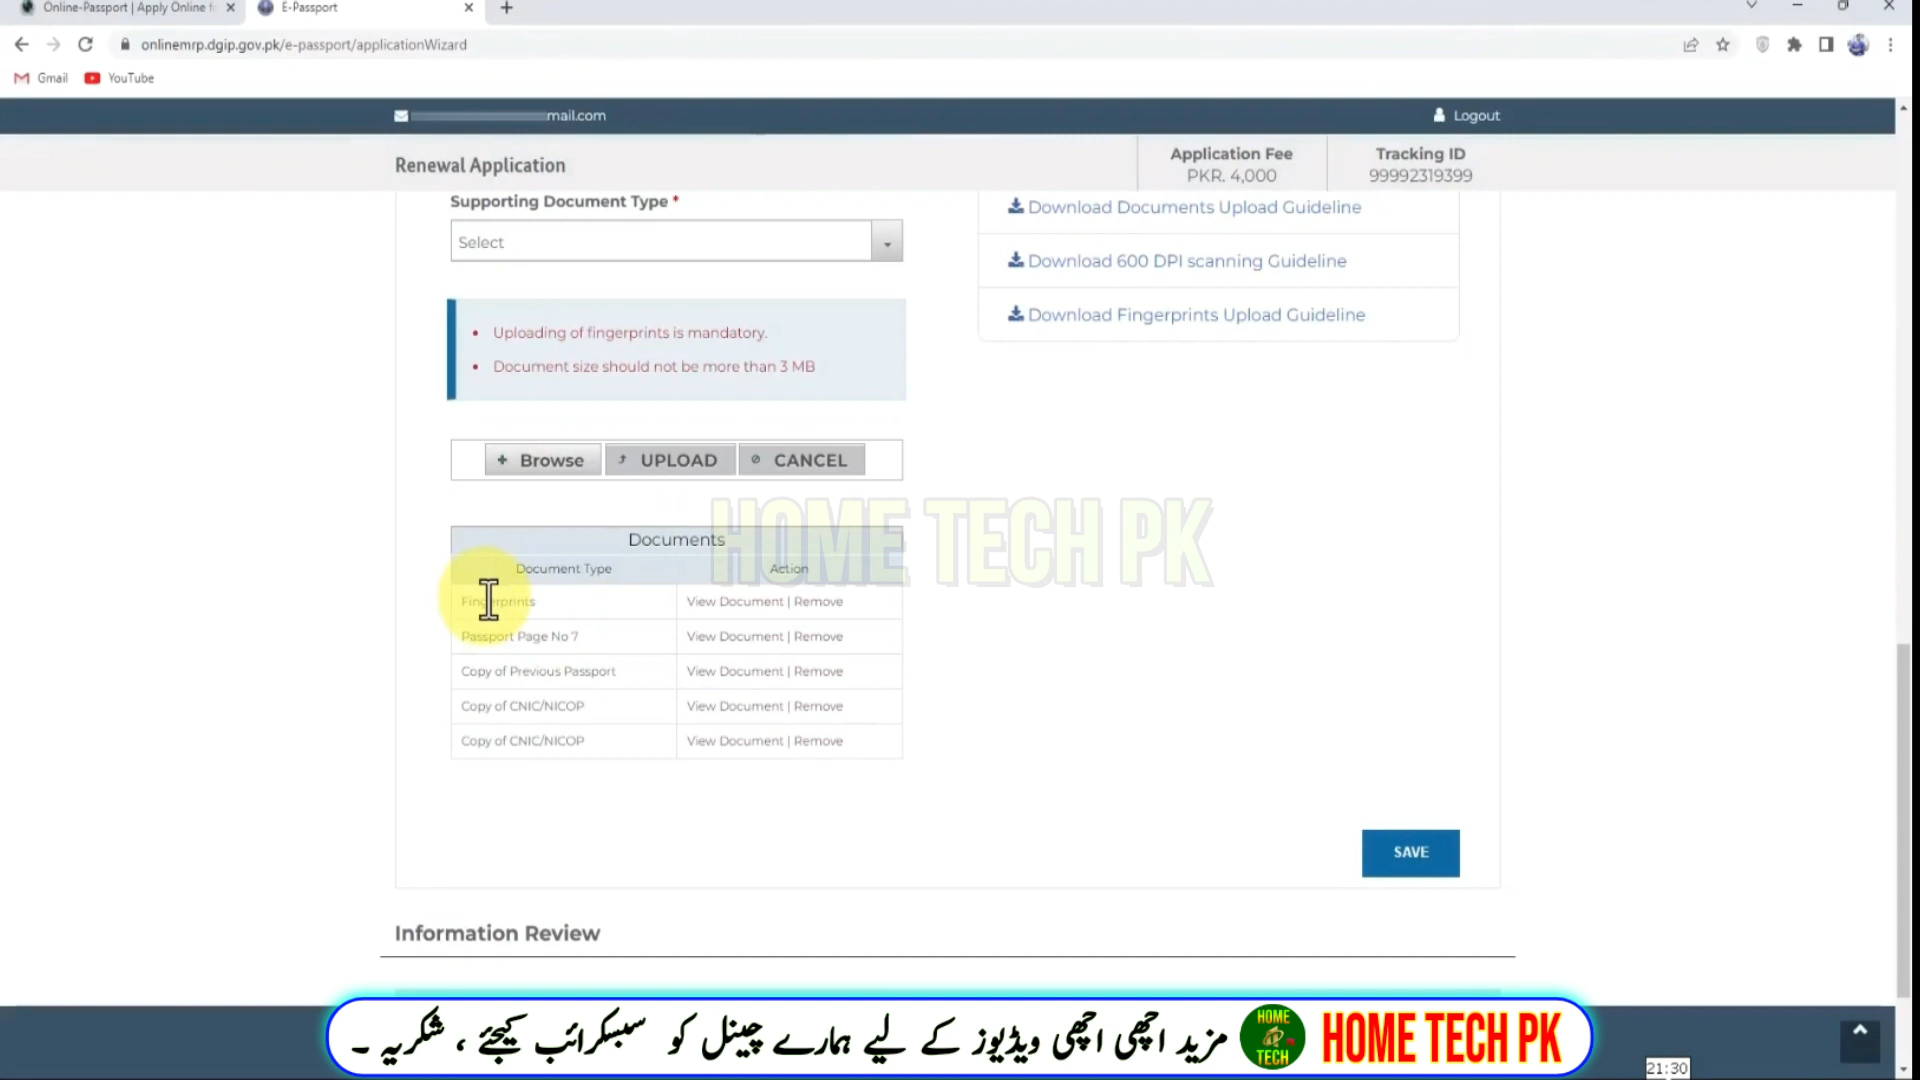 Online-Passport | Apply Online f
E-Passport
onlinemrp.dgip.gov.pk/e-passport/applicationWizard
Gmail
YouTube
mail.com
Logout
Renewal Application
Application Fee
PKR. 4,000
Tracking ID
99992319399
Supporting Document Type *
Select
Download Documents Upload Guideline
Download 600 DPI scanning Guideline
Download Fingerprints Upload Guideline
Uploading of fingerprints is mandatory.
Document size should not be more than 3 MB
Browse
UPLOAD
CANCEL
HOME TECH PK
Documents
Document Type
Action
Fingerprints
View Document | Remove
Passport Page No 7
View Document | Remove
Copy of Previous Passport
View Document | Remove
Copy of CNIC/NICOP
View Document | Remove
Copy of CNIC/NICOP
View Document | Remove
SAVE
Information Review
مزید اچھی اچھی ویڈیوز کے لیے ہمارے چینل کو سبسکرائب کیجئے ، شکریہ ۔
HOME
TECH
HOME TECH PK
21:30